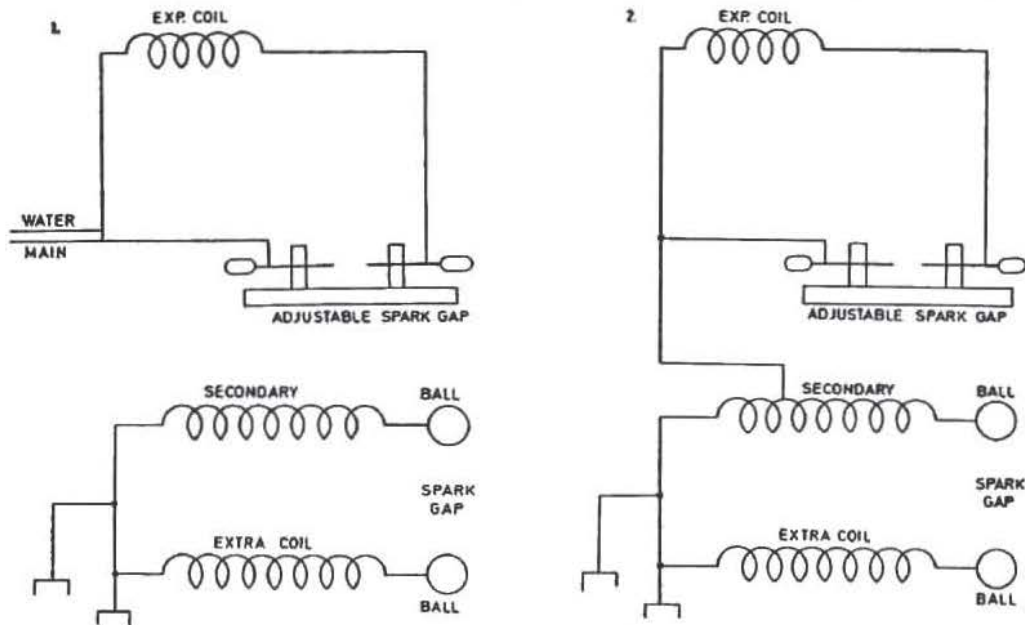 1.
EXP. COIL
WATER
MAIN
ADJUSTABLE SPARK GAP
SECONDARY
BALL
SPARK
GAP
EXTRA COIL
BALL
2.
EXP. COIL
ADJUSTABLE SPARK GAP
SECONDARY
BALL
SPARK
GAP
EXTRA COIL
BALL